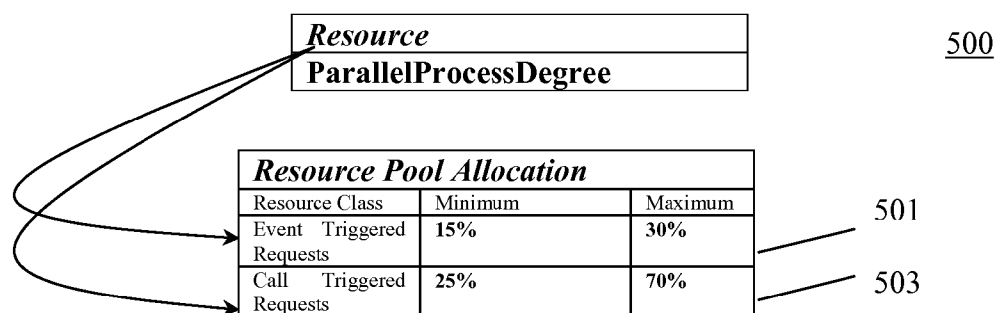 Resource
500
ParallelProcessDegree
Resource Pool Allocation
Resource Class Minimum Maximum
Event Triggered Requests 15% 30%
501
Call Triggered Requests 25% 70%
503